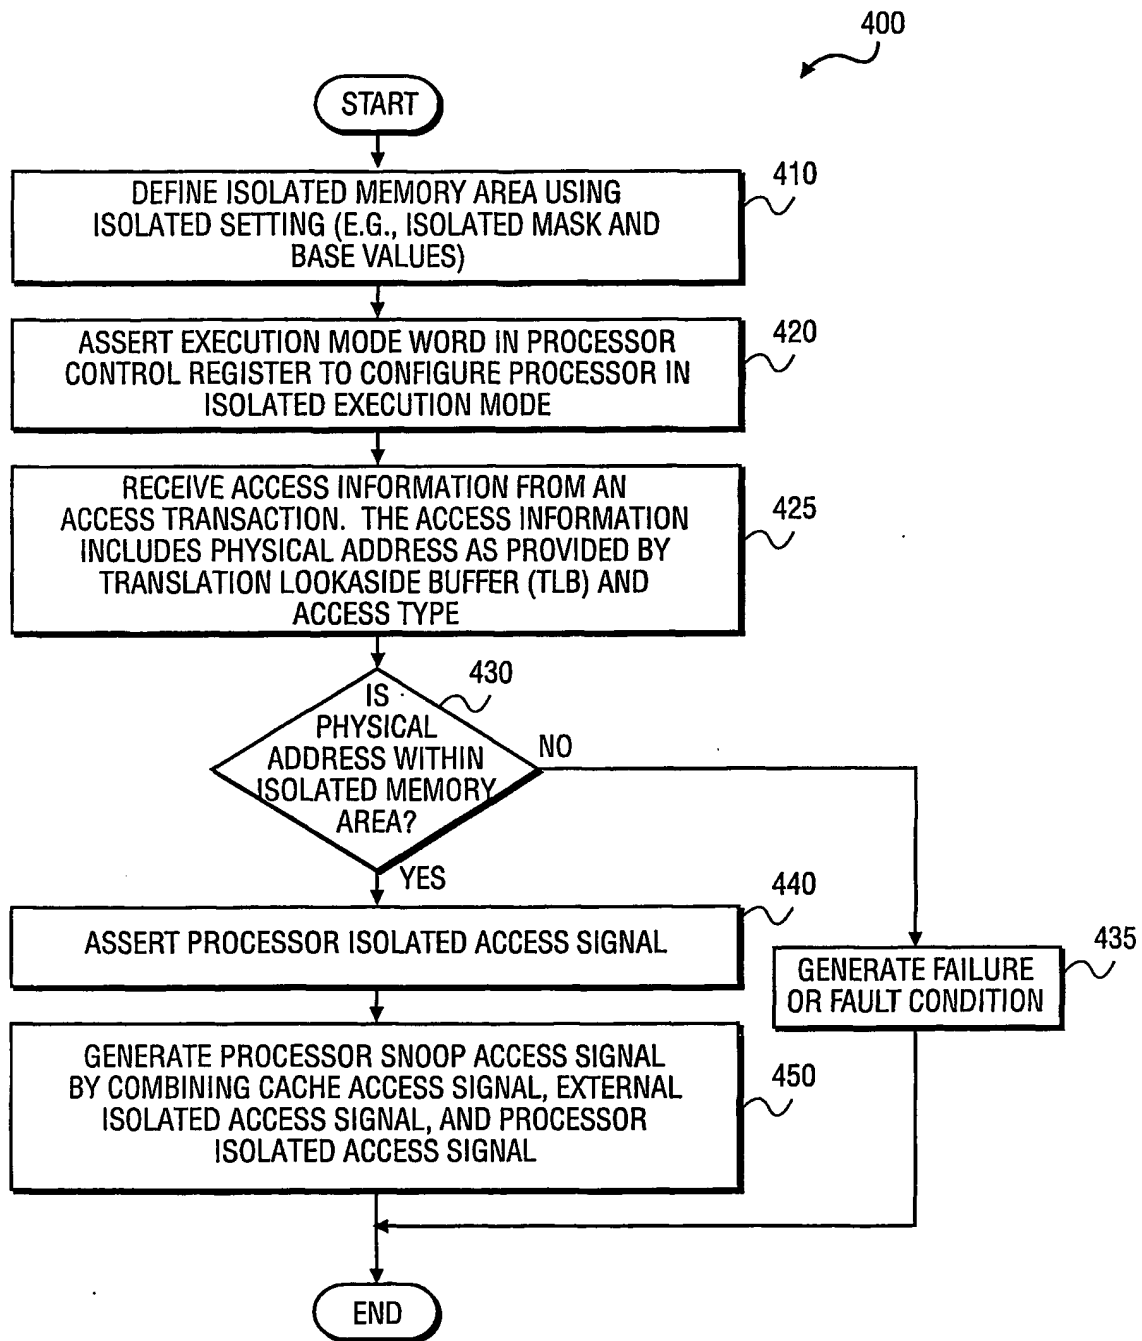 400
START
DEFINE ISOLATED MEMORY AREA USING
ISOLATED SETTING (E.G., ISOLATED MASK AND
BASE VALUES)
410
ASSERT EXECUTION MODE WORD IN PROCESSOR
CONTROL REGISTER TO CONFIGURE PROCESSOR IN
ISOLATED EXECUTION MODE
420
RECEIVE ACCESS INFORMATION FROM AN
ACCESS TRANSACTION. THE ACCESS INFORMATION
INCLUDES PHYSICAL ADDRESS AS PROVIDED BY
TRANSLATION LOOKASIDE BUFFER (TLB) AND
ACCESS TYPE
425
430
IS
PHYSICAL
ADDRESS WITHIN
ISOLATED MEMORY
AREA?
NO
YES
ASSERT PROCESSOR ISOLATED ACCESS SIGNAL
440
GENERATE FAILURE
OR FAULT CONDITION
435
GENERATE PROCESSOR SNOOP ACCESS SIGNAL
BY COMBINING CACHE ACCESS SIGNAL, EXTERNAL
ISOLATED ACCESS SIGNAL, AND PROCESSOR
ISOLATED ACCESS SIGNAL
450
END